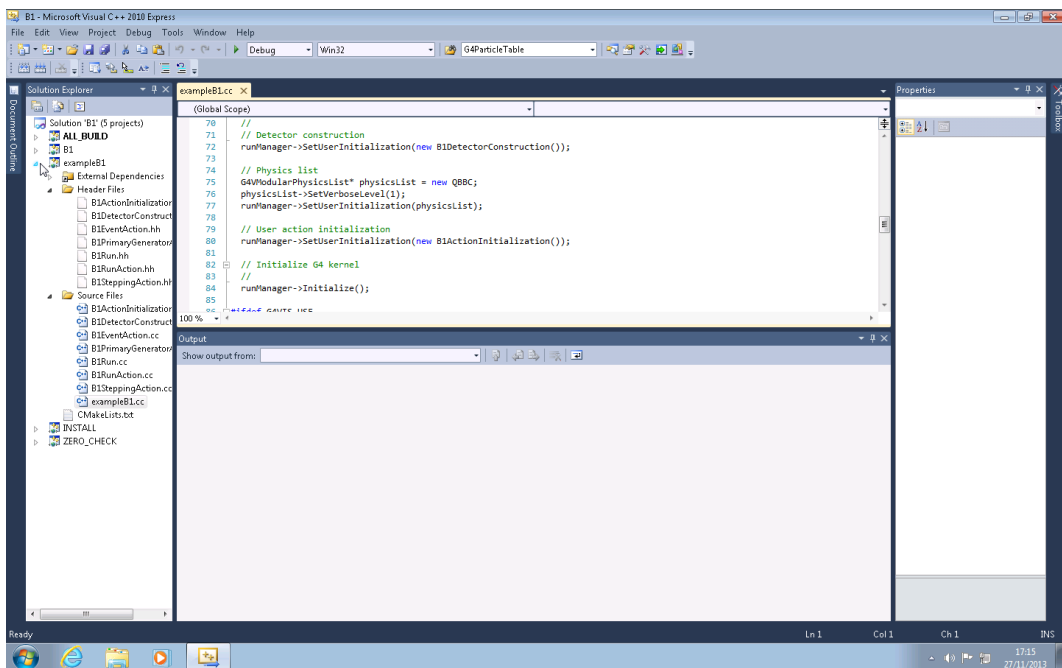 B1 - Microsoft Visual C++ 2010 Express
File Edit View Project Debug Tools Window Help
Debug Win32 G4ParticleTable
Document Outline
Solution Explorer
Solution 'B1' (5 projects)
ALL_BUILD
B1
exampleB1
External Dependencies
Header Files
B1ActionInitialization
B1DetectorConstruct
B1EventAction.hh
B1PrimaryGeneratorA
B1Run.hh
B1RunAction.hh
B1SteppingAction.hh
Source Files
B1ActionInitialization
B1DetectorConstruct
B1EventAction.cc
B1PrimaryGeneratorA
B1Run.cc
B1RunAction.cc
B1SteppingAction.cc
exampleB1.cc
CMakeLists.txt
INSTALL
ZERO_CHECK
exampleB1.cc
(Global Scope)
70 //
71 // Detector construction
72 runManager->SetUserInitialization(new B1DetectorConstruction());
73
74 // Physics list
75 G4VModularPhysicsList* physicsList = new QBBC;
76 physicsList->SetVerboseLevel(1);
77 runManager->SetUserInitialization(physicsList);
78
79 // User action initialization
80 runManager->SetUserInitialization(new B1ActionInitialization());
81
82 // Initialize G4 kernel
83 //
84 runManager->Initialize();
85
86 #ifdef G4VIS_USE
100 %
Output
Show output from:
Properties
Toolbox
Ready Ln 1 Col 1 Ch 1 INS
17:15
27/11/2013